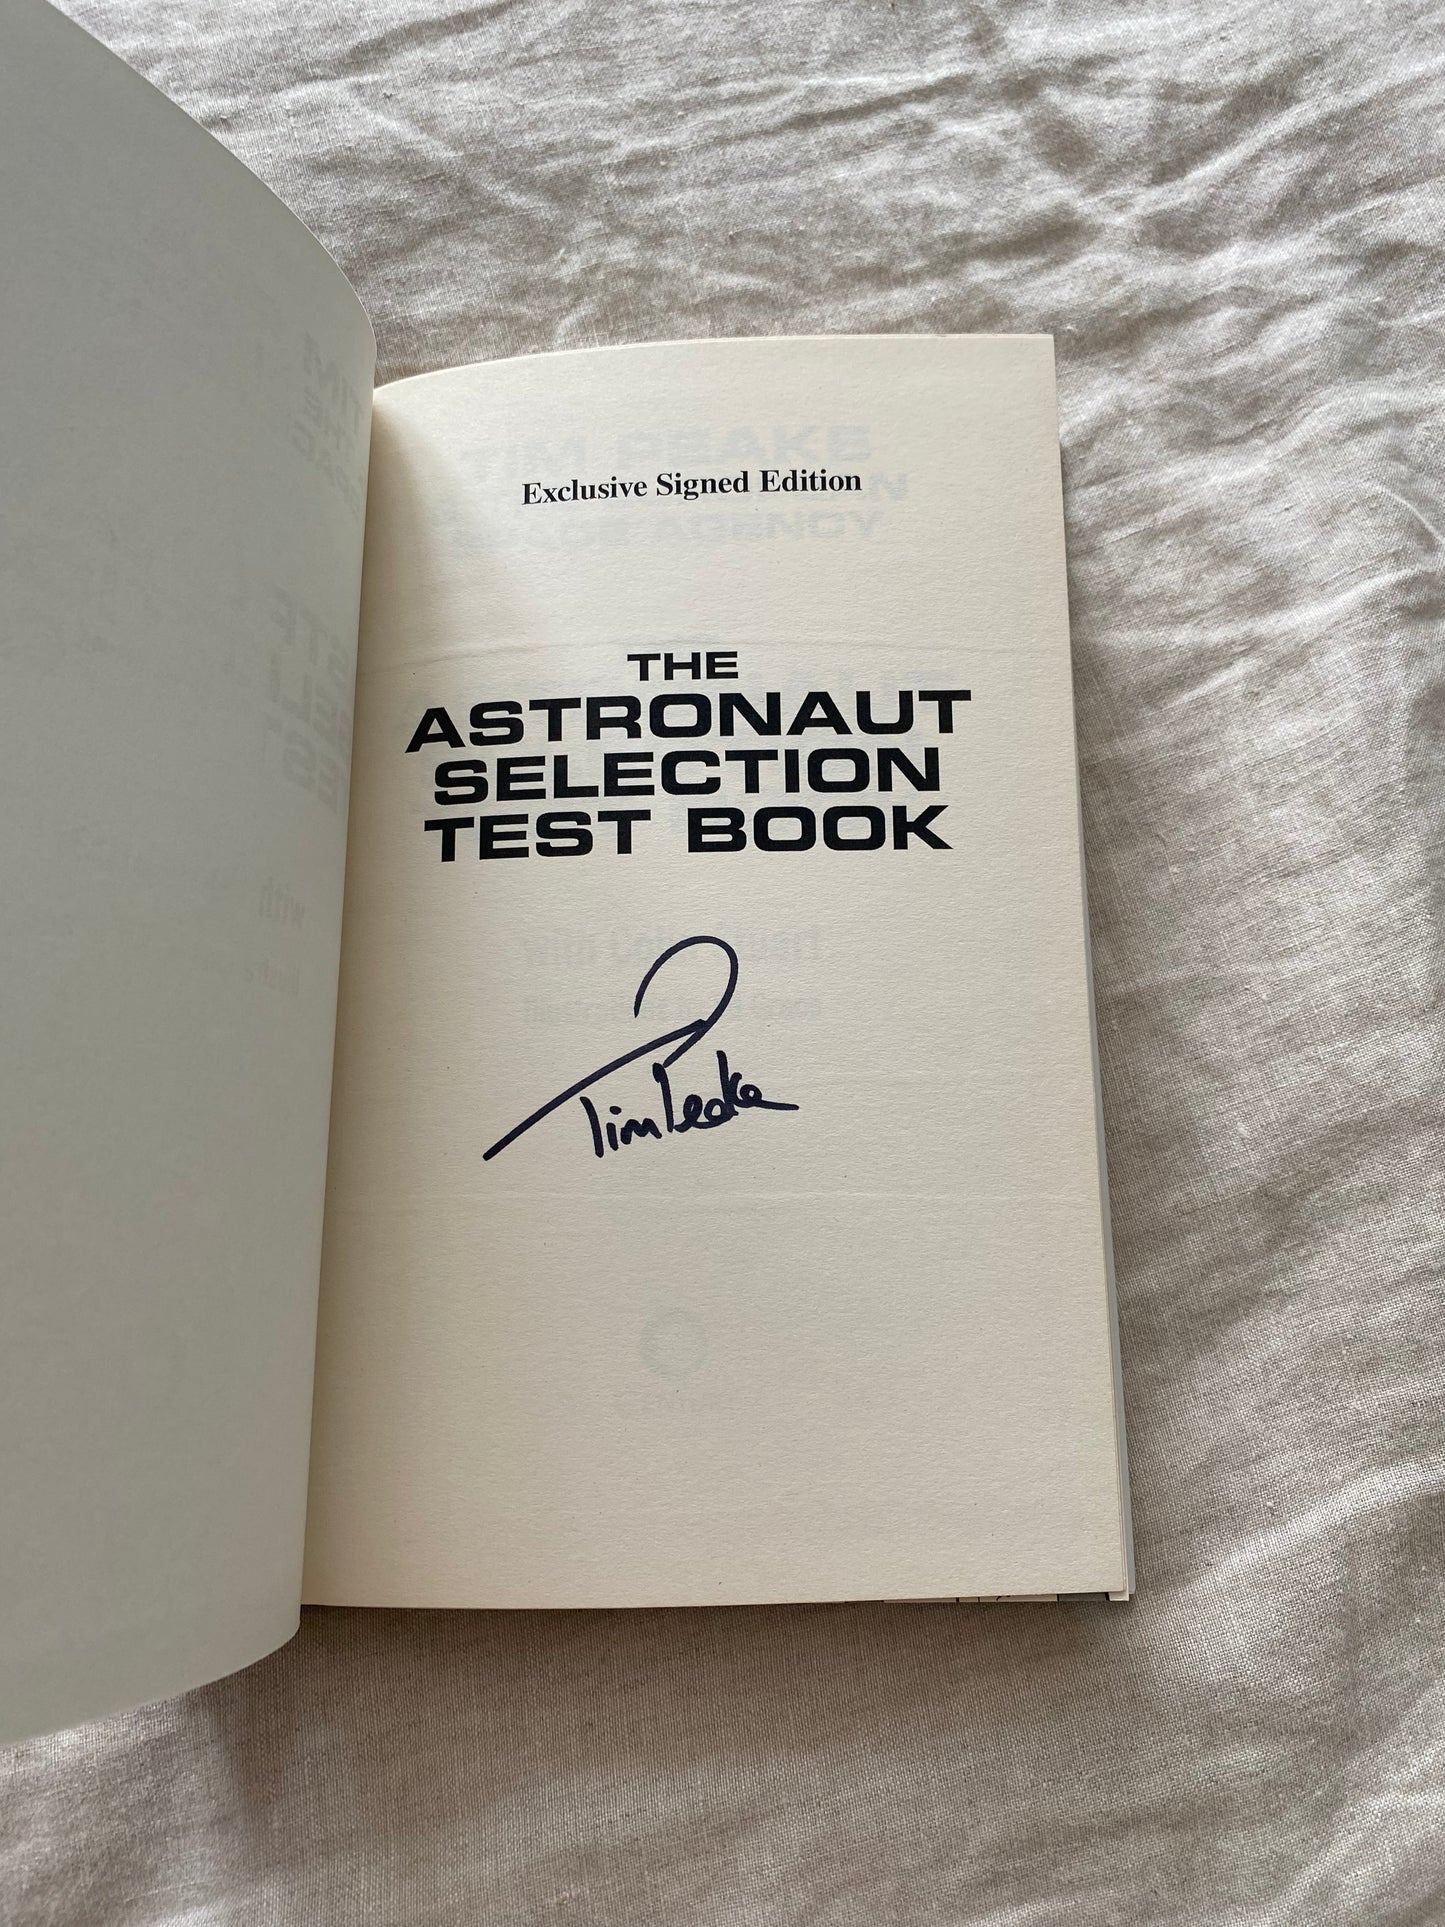 Exclusive Signed Edition
THE
ASTRONAUT
SELECTION
TEST BOOK
Tim Peake